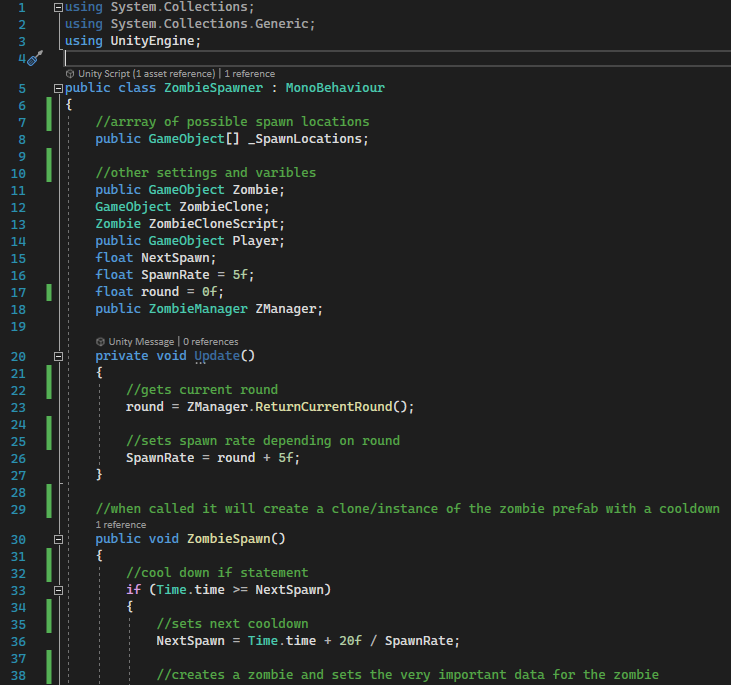 1 using System.Collections;
2 using System.Collections.Generic;
3 using UnityEngine;
4
Unity Script (1 asset reference) | 1 reference
5 public class ZombieSpawner : MonoBehaviour
6 {
7 //arrray of possible spawn locations
8 public GameObject[] _SpawnLocations;
9
10 //other settings and varibles
11 public GameObject Zombie;
12 GameObject ZombieClone;
13 Zombie ZombieCloneScript;
14 public GameObject Player;
15 float NextSpawn;
16 float SpawnRate = 5f;
17 float round = 0f;
18 public ZombieManager ZManager;
19
Unity Message | 0 references
20 private void Update()
21 {
22 //gets current round
23 round = ZManager.ReturnCurrentRound();
24
25 //sets spawn rate depending on round
26 SpawnRate = round + 5f;
27 }
28
29 //when called it will create a clone/instance of the zombie prefab with a cooldown
1 reference
30 public void ZombieSpawn()
31 {
32 //cool down if statement
33 if (Time.time >= NextSpawn)
34 {
35 //sets next cooldown
36 NextSpawn = Time.time + 20f / SpawnRate;
37
38 //creates a zombie and sets the very important data for the zombie